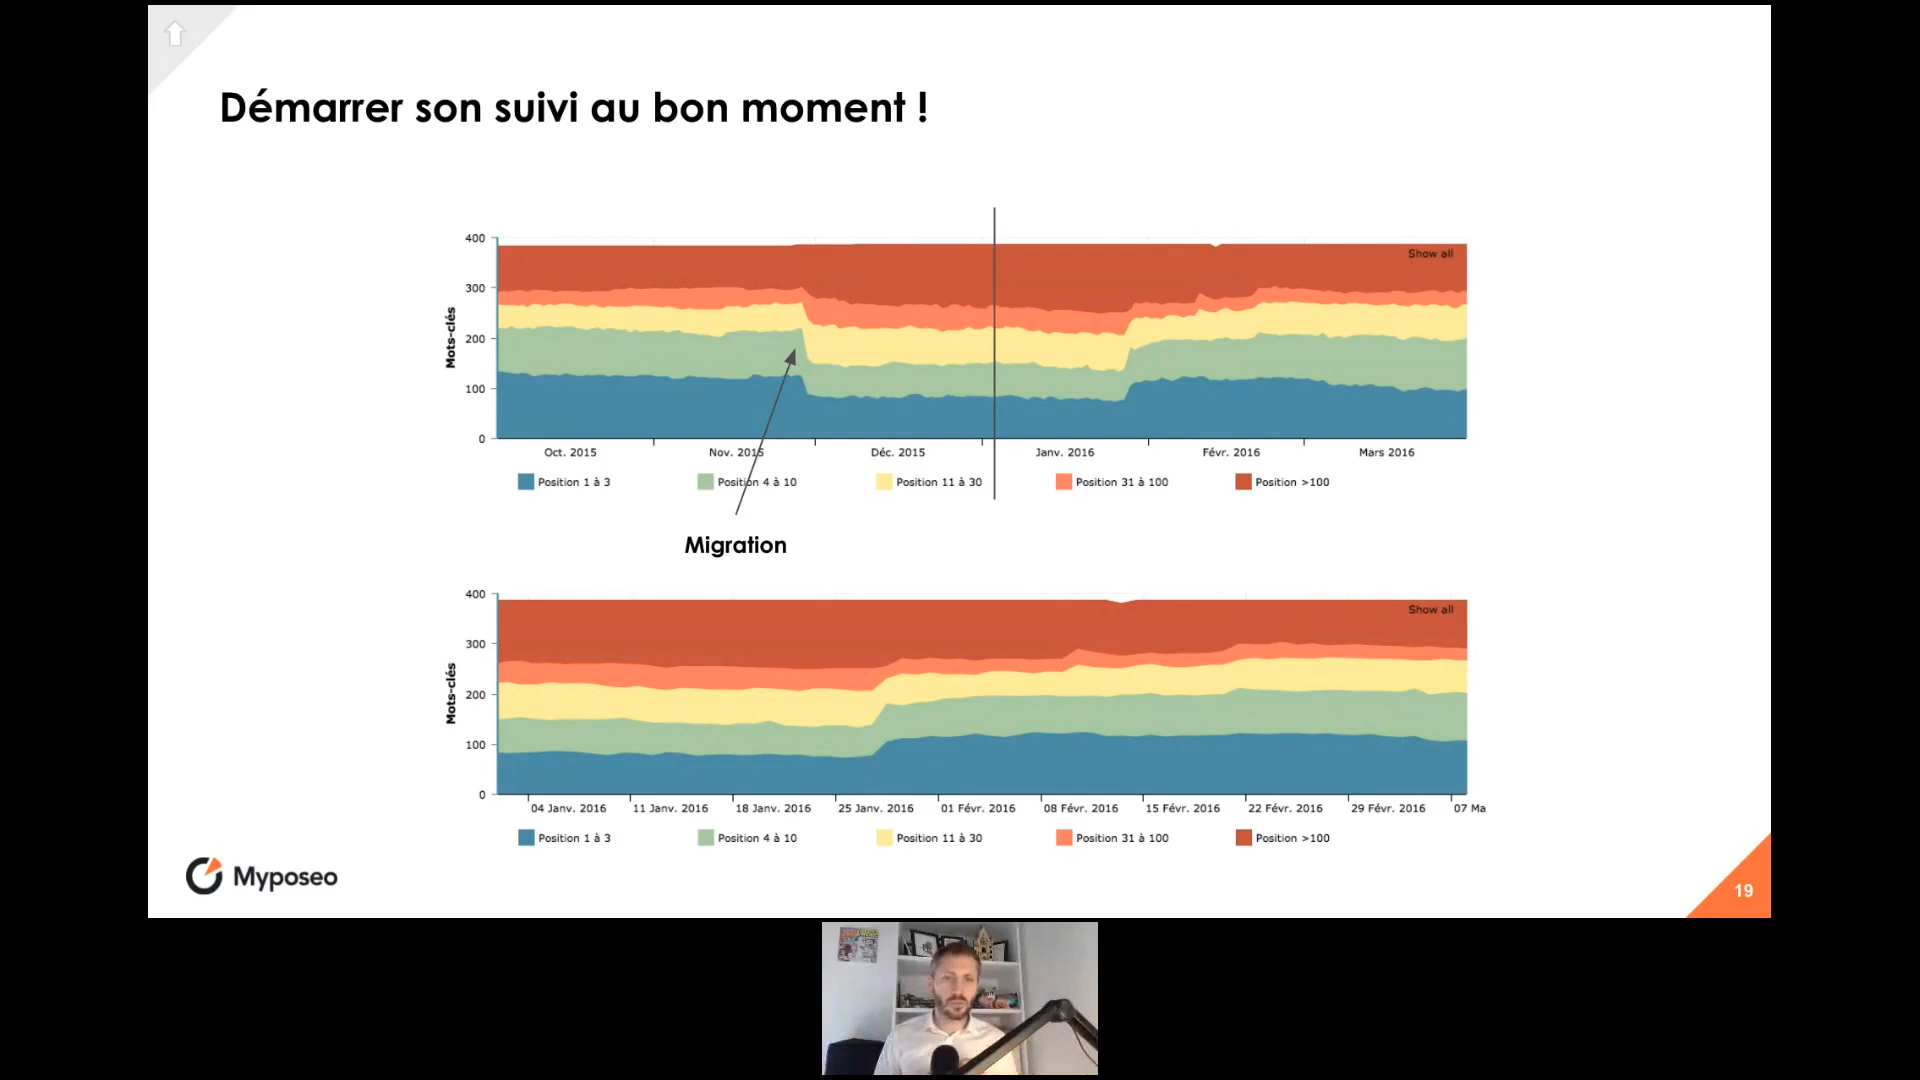 Démarrer son suivi au bon moment !
400
Show all
300
Mots-clés
200
100
0
Oct. 2015 Nov. 2015 Déc. 2015 Janv. 2016 Févr. 2016 Mars 2016
Position 1 à 3 Position 4 à 10 Position 11 à 30 Position 31 à 100 Position >100
Migration
400
Show all
300
Mots-clés
200
100
0
04 Janv. 2016 11 Janv. 2016 18 Janv. 2016 25 Janv. 2016 01 Févr. 2016 08 Févr. 2016 15 Févr. 2016 22 Févr. 2016 29 Févr. 2016 07 Ma
Position 1 à 3 Position 4 à 10 Position 11 à 30 Position 31 à 100 Position >100
Myposeo
19